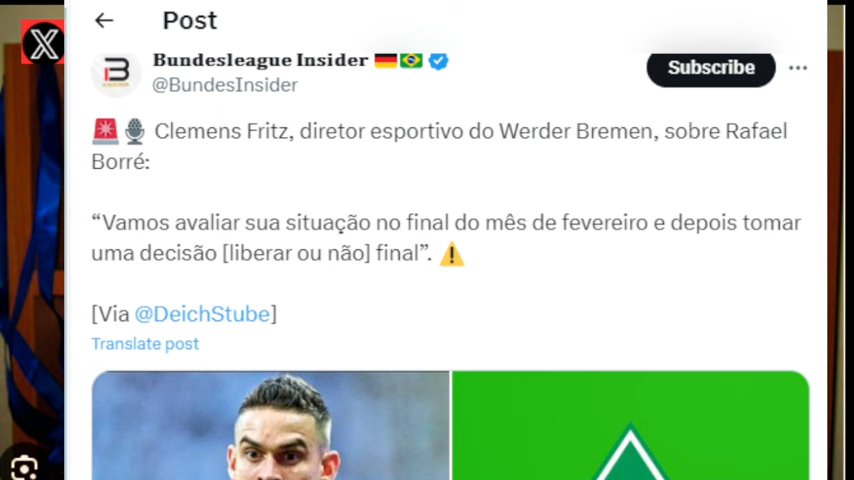 Post
Bundesleague Insider
@BundesInsider
Subscribe
Clemens Fritz, diretor esportivo do Werder Bremen, sobre Rafael
Borré:
“Vamos avaliar sua situação no final do mês de fevereiro e depois tomar
uma decisão [liberar ou não] final”.
[Via @DeichStube]
Translate post